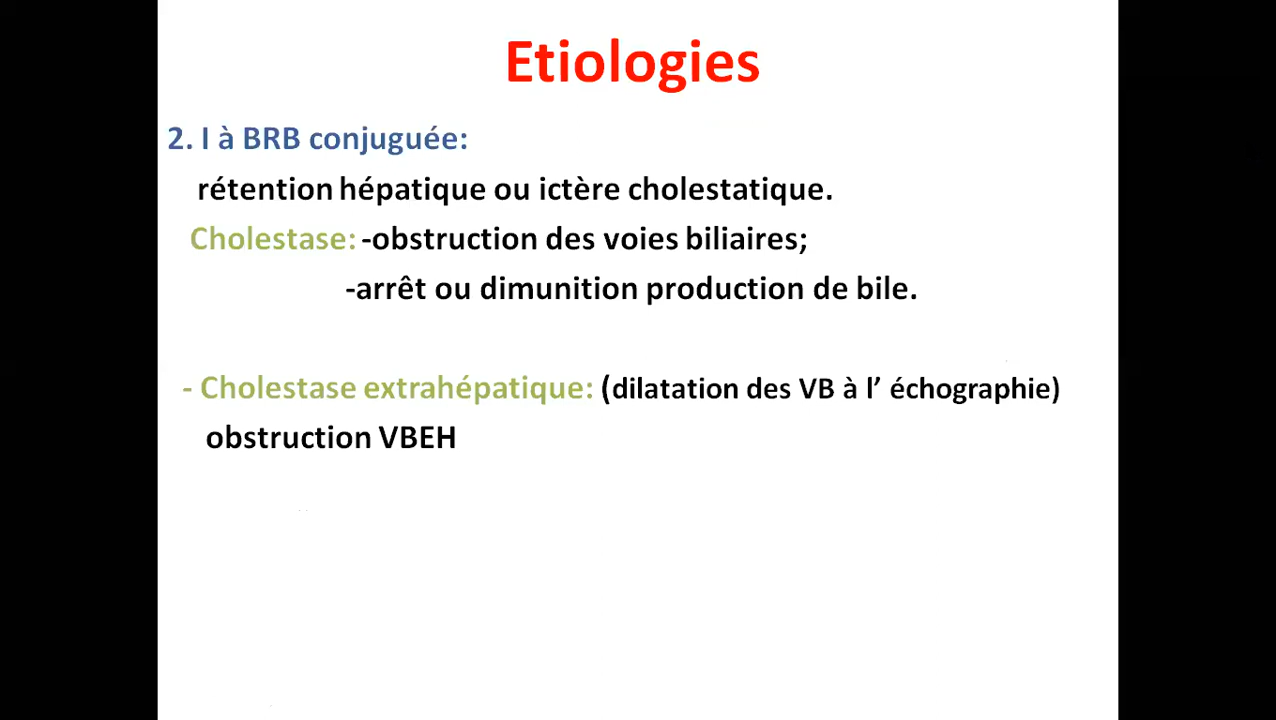 Etiologies
2. I à BRB conjuguée:
rétention hépatique ou ictère cholestatique.
Cholestase: -obstruction des voies biliaires;
-arrêt ou dimunition production de bile.
- Cholestase extrahépatique: (dilatation des VB à l’ échographie)
obstruction VBEH